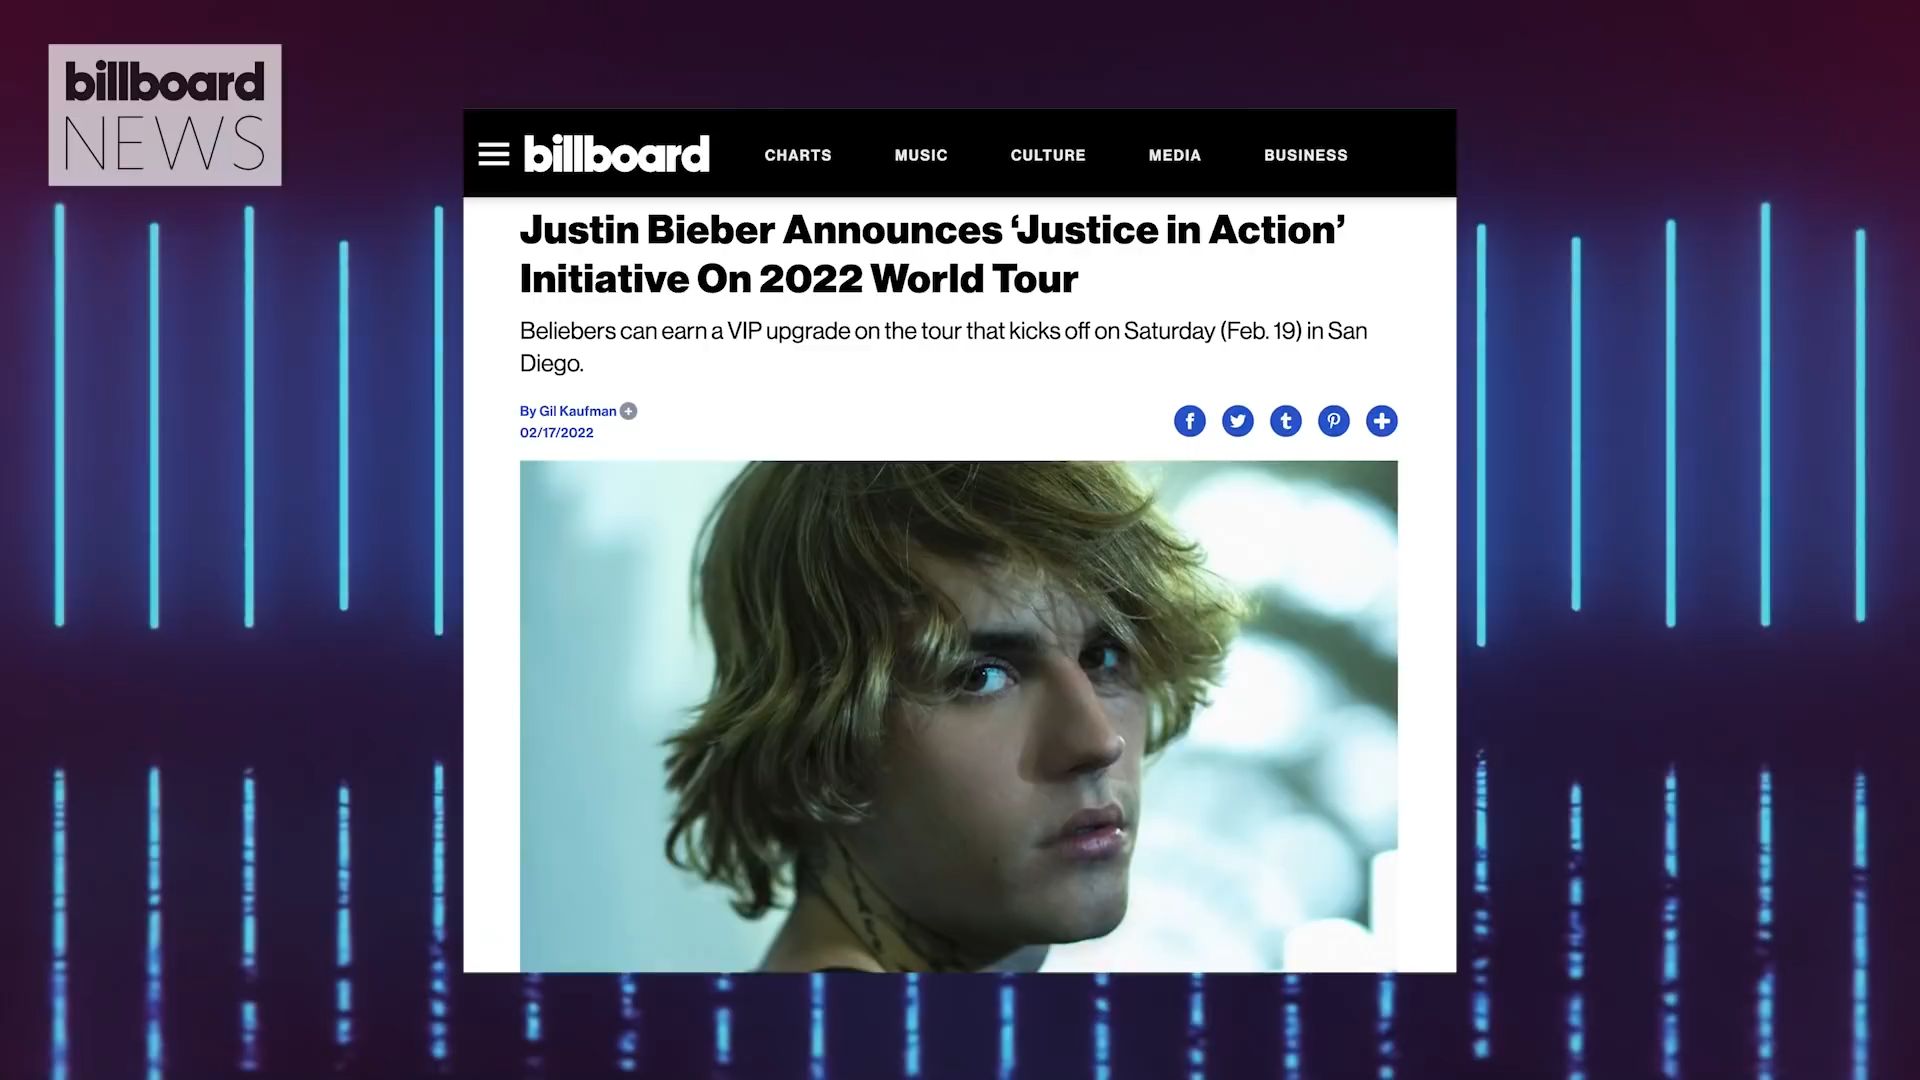 billboard
NEWS
billboard
CHARTS
MUSIC
CULTURE
MEDIA
BUSINESS
Justin Bieber Announces ‘Justice in Action’
Initiative On 2022 World Tour
Beliebers can earn a VIP upgrade on the tour that kicks off on Saturday (Feb. 19) in San
Diego.
By Gil Kaufman
02/17/2022